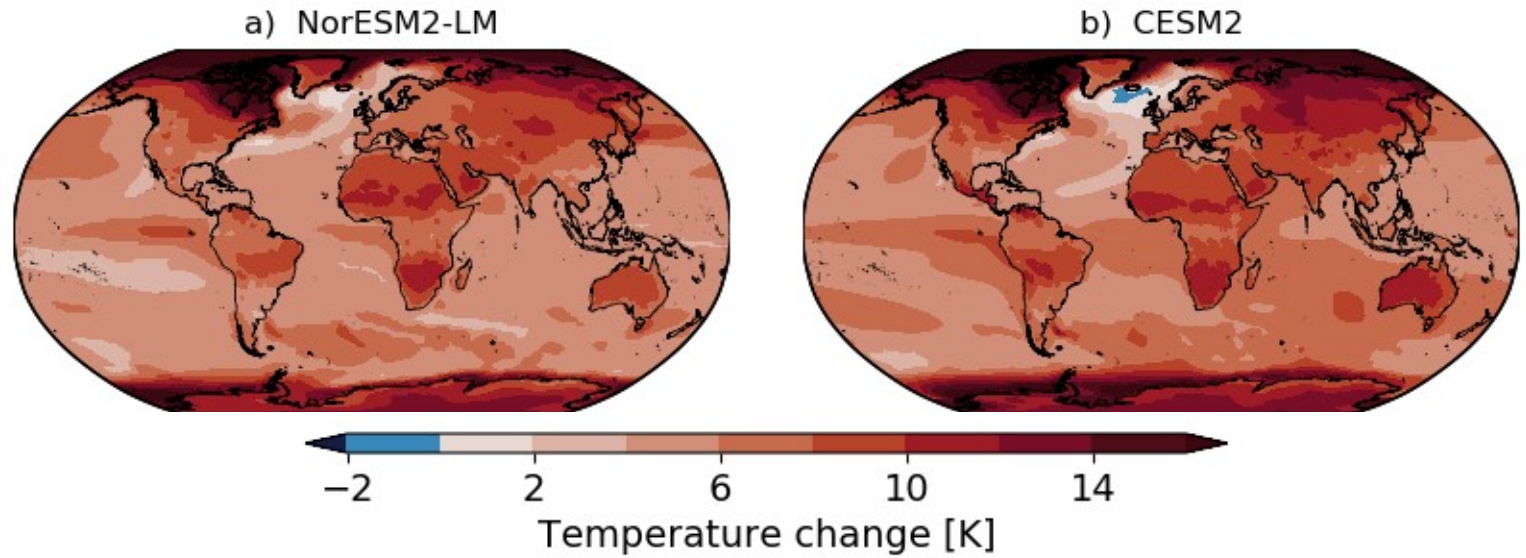 a) NorESM2-LM
b) CESM2
−2 2 6 10 14
Temperature change [K]